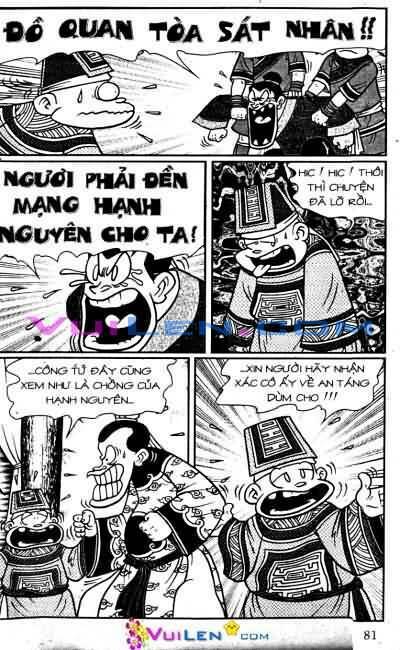 ĐỒ QUAN TÒA SÁT NHÂN!!
NGƯƠI PHẢI ĐỀN
MẠNG HẠNH
NGUYÊN CHO TA!
HIC! HIC! THÔI
THÌ CHUYỆN
ĐÃ LỠ RỒI..
VUILEN.COM
..CÔNG TỬ ĐÂY CŨNG
XEM NHƯ LÀ CHỒNG CỦA
HẠNH NGUYÊN..
..XIN NGƯƠI HÃY NHẬN
XÁC CÔ ẤY VỀ AN TÁNG
DÙM CHO!!!
VUILEN.COM
81